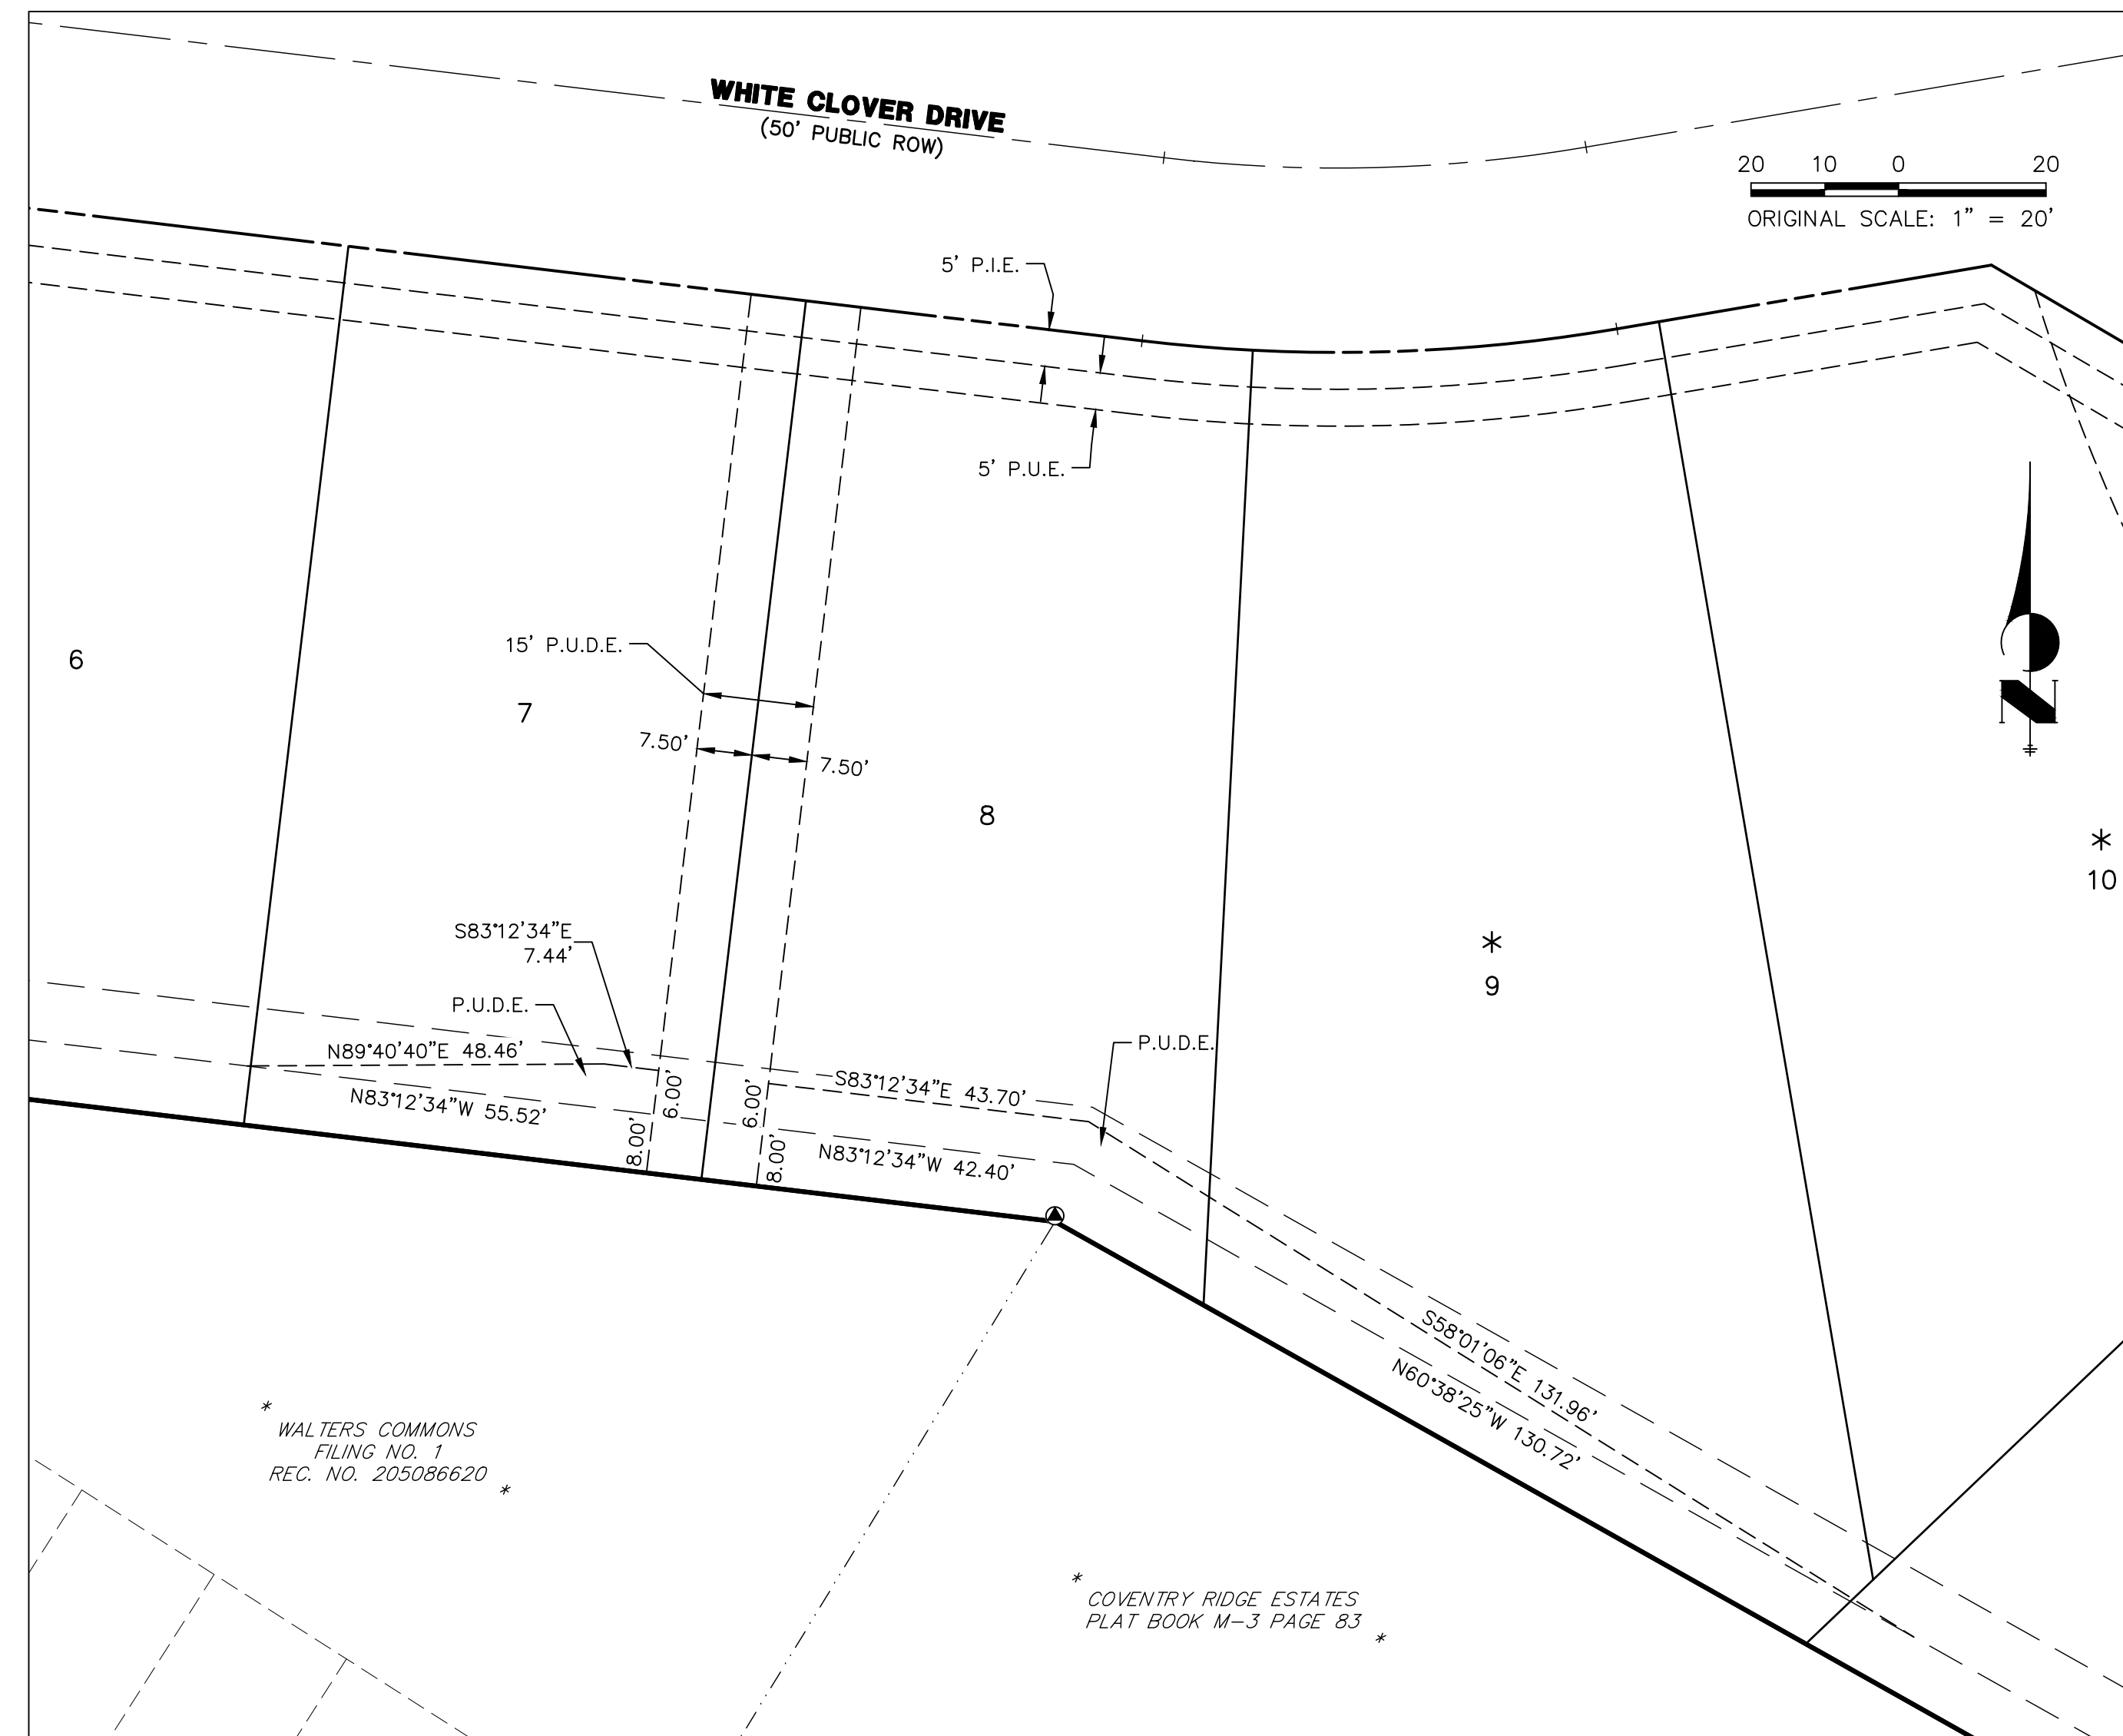 WHITE CLOVER DRIVE
(50' PUBLIC ROW)
20 10 0 20
ORIGINAL SCALE: 1" = 20'
5' P.I.E.
5' P.U.E.
15' P.U.D.E.
6
7
7.50'
7.50'
8
N
*
10
S83°12'34"E
7.44'
*
9
P.U.D.E.
P.U.D.E.
N89°40'40"E 48.46'
S83°12'34"E 43.70'
6.00'
6.00'
N83°12'34"W 55.52'
8.00'
8.00'
N83°12'34"W 42.40'
S58°01'06"E 131.96'
N60°38'25"W 130.72'
*
WALTERS COMMONS
FILING NO. 1
REC. NO. 205086620
*
*
COVENTRY RIDGE ESTATES
PLAT BOOK M-3 PAGE 83
*